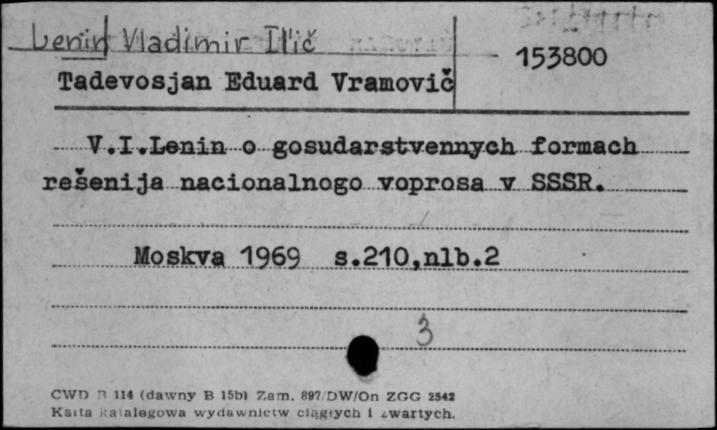 Lenin Vladimir Il'ič
153800
Tadevosjan Eduard Vramovič
V.I.Lenin o gosudarstvennych formach
rešenija nacionalnogo voprosa v SSSR.
Moskva 1969 s.210,nlb.2
3
CWD B 114 (dawny B 15b) Zam. 897/DW/On ZGG 2542
Karta katalogowa wydawnictw ciągłych i zwartych.